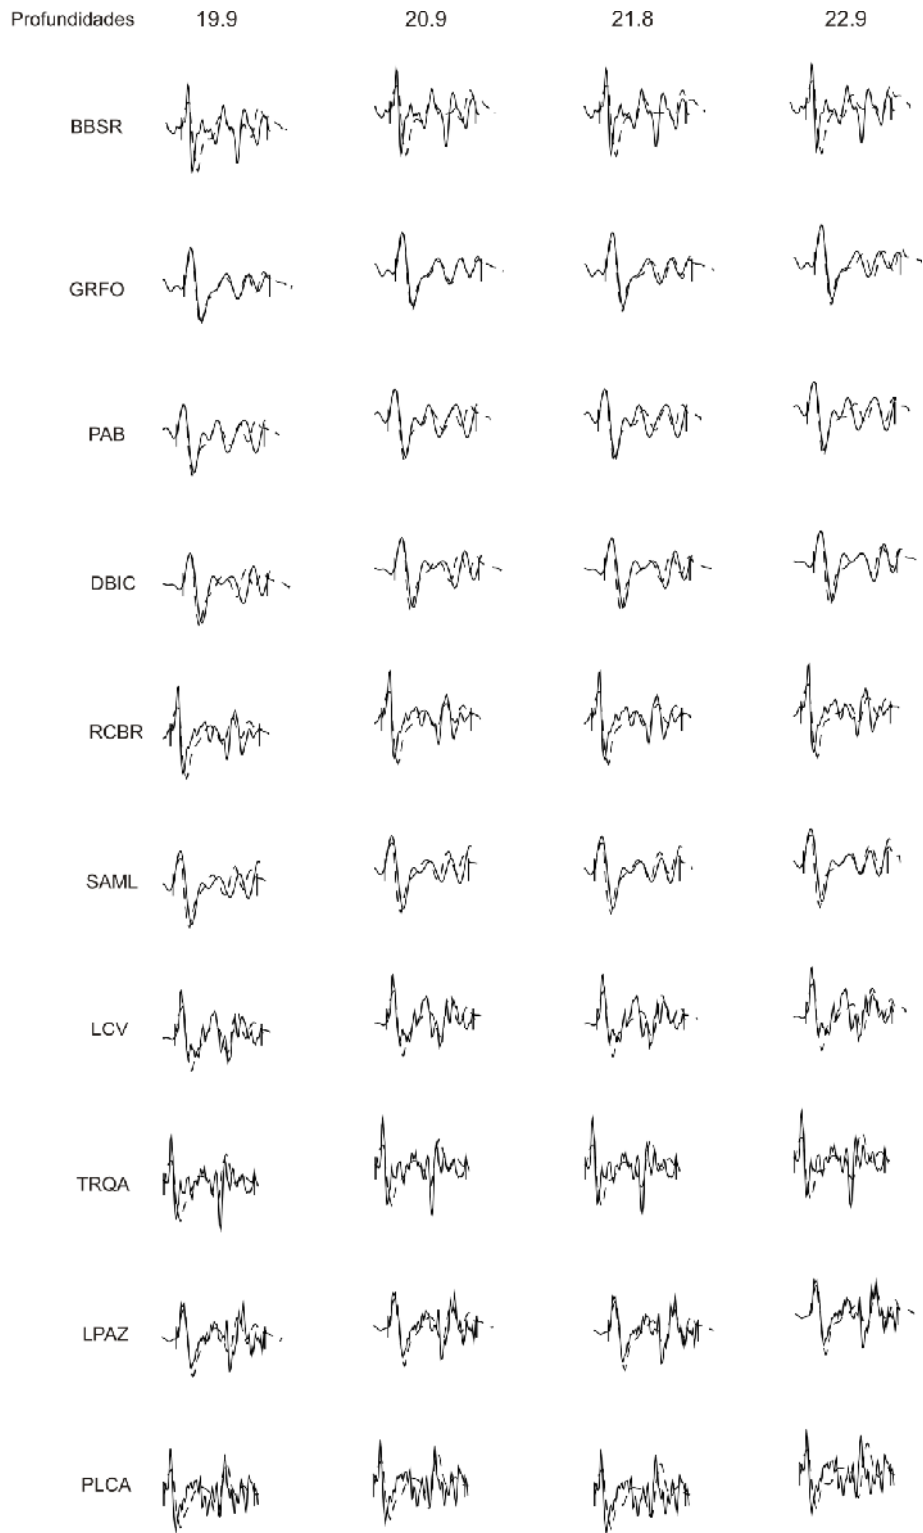 Profundidades 19.9 20.9 21.8 22.9
BBSR
GRFO
PAB
DBIC
RCBR
SAML
LCV
TRQA
LPAZ
PLCA